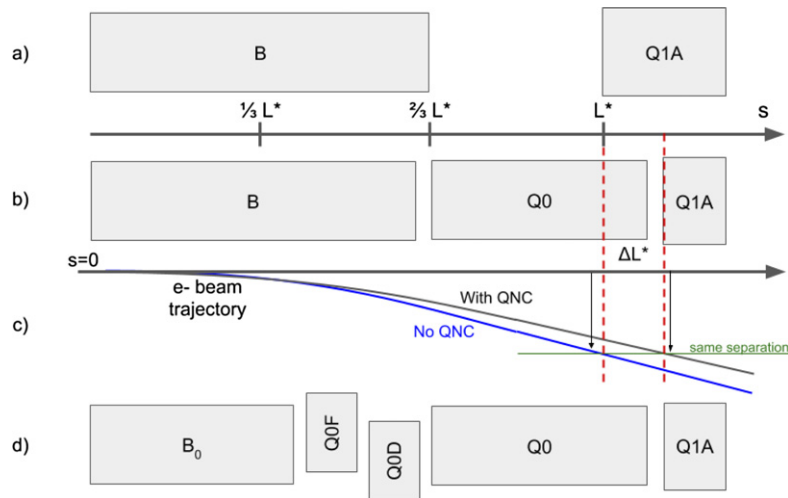 a)
B
Q1A
⅓ L*
⅔ L*
L*
s
b)
B
Q0
Q1A
s=0
ΔL*
e- beam
trajectory
With QNC
c)
No QNC
same separation
d)
B₀
Q0F
Q0D
Q0
Q1A